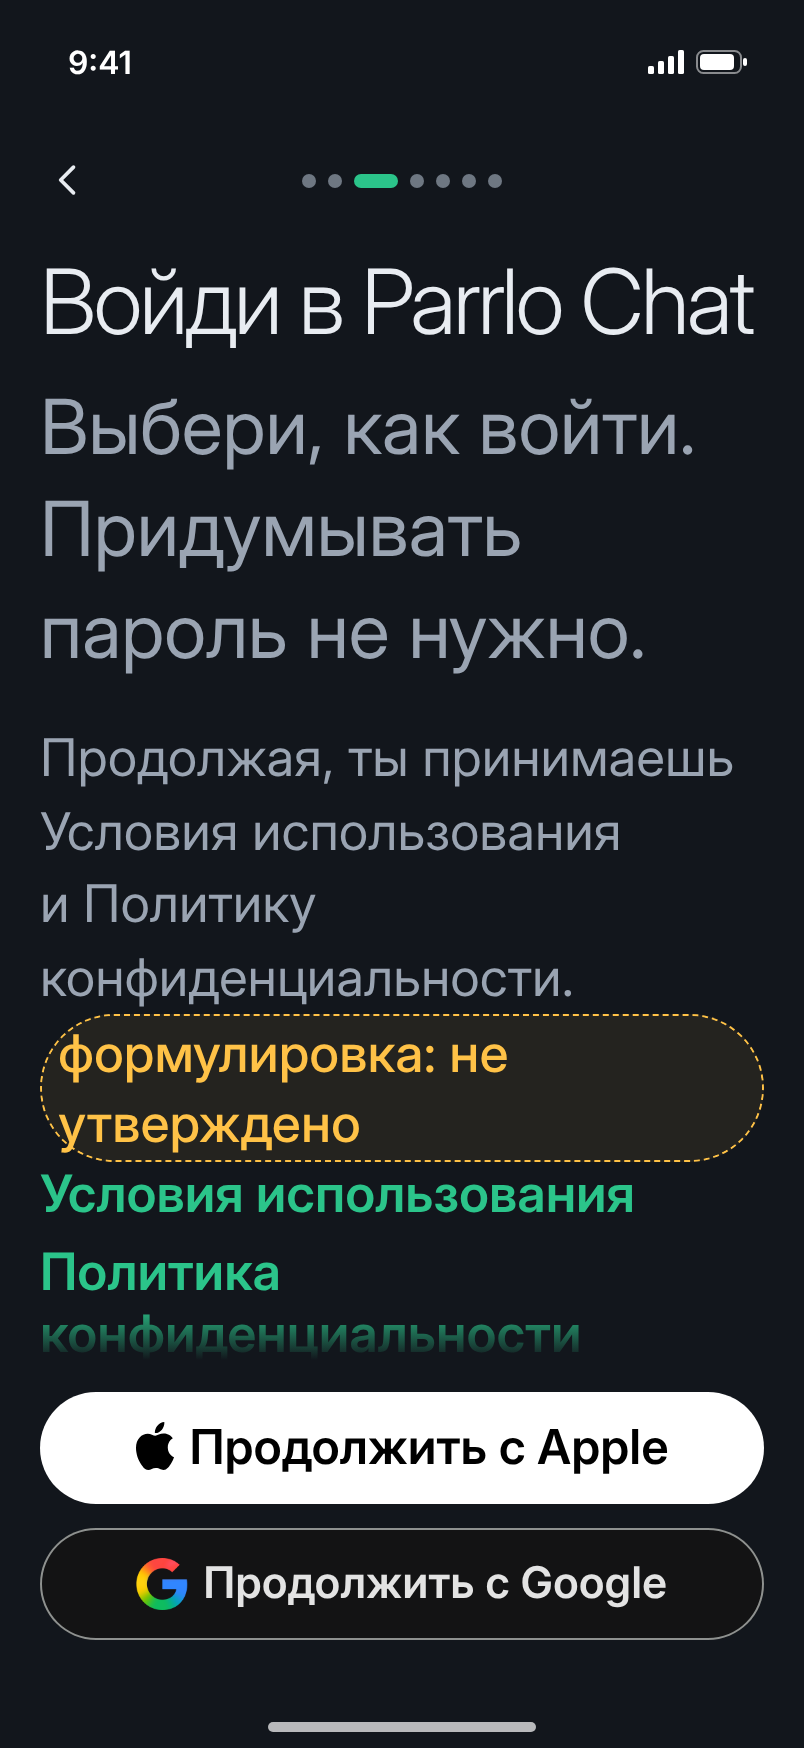 9:41
Войди в Parrlo Chat
Выбери, как войти.
Придумывать
пароль не нужно.
Продолжая, ты принимаешь
Условия использования
и Политику
конфиденциальности.
формулировка: не
утверждено
Условия использования
Политика
конфиденциальности
Продолжить с Apple
Продолжить с Google